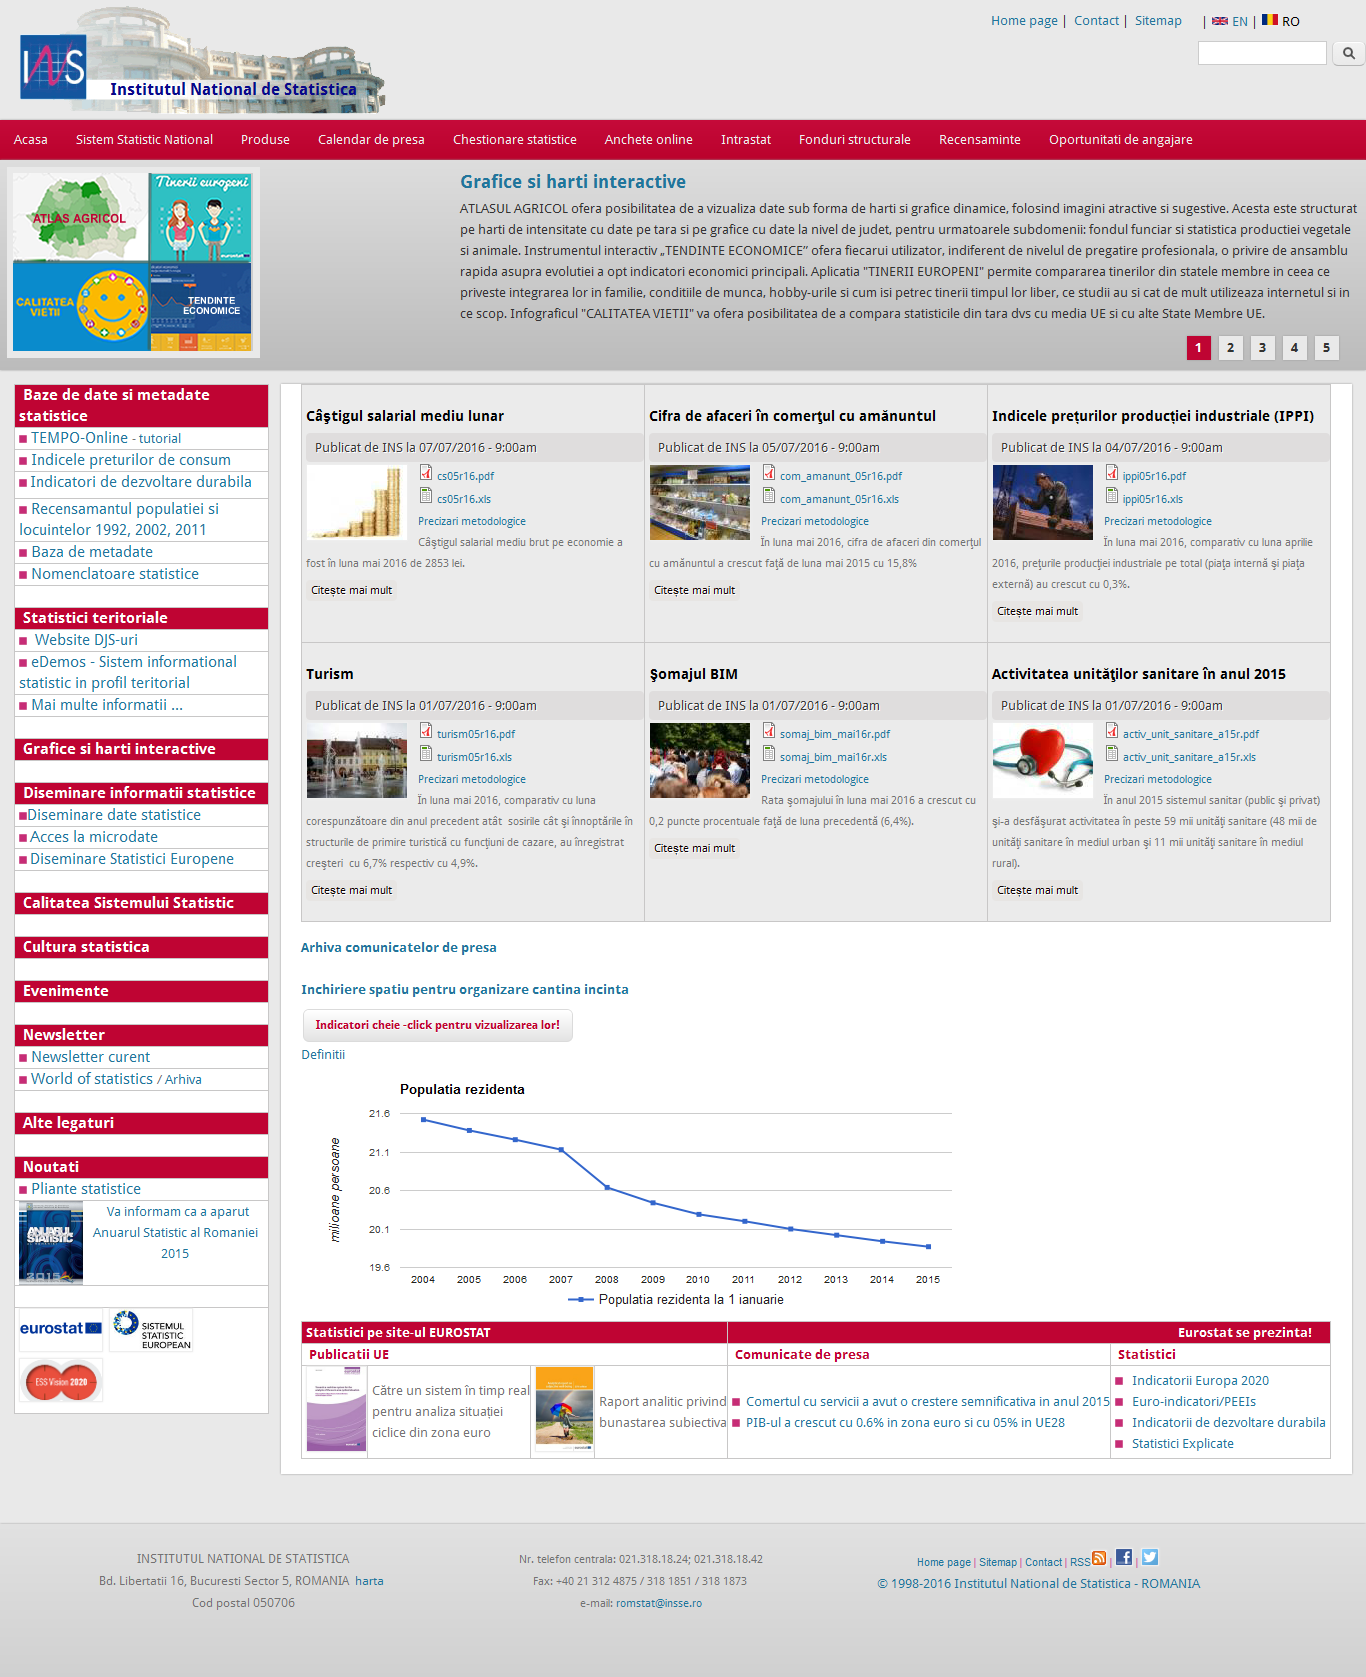 Home page | Contact | Sitemap | EN | RO
INS
Institutul National de Statistica
Acasa Sistem Statistic National Produse Calendar de presa Chestionare statistice Anchete online Intrastat Fonduri structurale Recensaminte Oportunitati de angajare
ATLAS AGRICOL
Tinerii europeni
eurostat
CALITATEA VIETII
TENDINTE ECONOMICE
Grafice si harti interactive
ATLASUL AGRICOL ofera posibilitatea de a vizualiza date sub forma de harti si grafice dinamice, folosind imagini atractive si sugestive. Acesta este structurat
pe harti de intensitate cu date pe tara si pe grafice cu date la nivel de judet, pentru urmatoarele subdomenii: fondul funciar si statistica productiei vegetale
si animale. Instrumentul interactiv „TENDINTE ECONOMICE” ofera fiecarui utilizator, indiferent de nivelul de pregatire profesionala, o privire de ansamblu
rapida asupra evolutiei a opt indicatori economici principali. Aplicatia "TINERII EUROPENI" permite compararea tinerilor din statele membre in ceea ce
priveste integrarea lor in familie, conditiile de munca, hobby-urile si cum isi petrec tinerii timpul lor liber, ce studii au si cat de mult utilizeaza internetul si in
ce scop. Infograficul "CALITATEA VIETII" va ofera posibilitatea de a compara statisticile din tara dvs cu media UE si cu alte State Membre UE.
1 2 3 4 5
Baze de date si metadate
statistice
TEMPO-Online - tutorial
Indicele preturilor de consum
Indicatori de dezvoltare durabila
Recensamantul populatiei si
locuintelor 1992, 2002, 2011
Baza de metadate
Nomenclatoare statistice
Statistici teritoriale
Website DJS-uri
eDemos - Sistem informational
statistic in profil teritorial
Mai multe informatii ...
Grafice si harti interactive
Diseminare informatii statistice
Diseminare date statistice
Acces la microdate
Diseminare Statistici Europene
Calitatea Sistemului Statistic
Cultura statistica
Evenimente
Newsletter
Newsletter curent
World of statistics / Arhiva
Alte legaturi
Noutati
Pliante statistice
ANUARUL STATISTIC
2015
Va informam ca a aparut
Anuarul Statistic al Romaniei
2015
eurostat
SISTEMUL
STATISTIC
EUROPEAN
ESS Vision 2020
Câştigul salarial mediu lunar
Publicat de INS la 07/07/2016 - 9:00am
cs05r16.pdf
cs05r16.xls
Precizari metodologice
Câştigul salarial mediu brut pe economie a
fost în luna mai 2016 de 2853 lei.
Citește mai mult
Cifra de afaceri în comerţul cu amănuntul
Publicat de INS la 05/07/2016 - 9:00am
com_amanunt_05r16.pdf
com_amanunt_05r16.xls
Precizari metodologice
În luna mai 2016, cifra de afaceri din comerţul
cu amănuntul a crescut faţă de luna mai 2015 cu 15,8%
Citește mai mult
Indicele prețurilor producției industriale (IPPI)
Publicat de INS la 04/07/2016 - 9:00am
ippi05r16.pdf
ippi05r16.xls
Precizari metodologice
În luna mai 2016, comparativ cu luna aprilie
2016, preţurile producţiei industriale pe total (piaţa internă şi piaţa
externă) au crescut cu 0,3%.
Citește mai mult
Turism
Publicat de INS la 01/07/2016 - 9:00am
turism05r16.pdf
turism05r16.xls
Precizari metodologice
În luna mai 2016, comparativ cu luna
corespunzătoare din anul precedent atât sosirile cât şi înnoptările în
structurile de primire turistică cu funcţiuni de cazare, au înregistrat
creşteri cu 6,7% respectiv cu 4,9%.
Citește mai mult
Şomajul BIM
Publicat de INS la 01/07/2016 - 9:00am
somaj_bim_mai16r.pdf
somaj_bim_mai16r.xls
Precizari metodologice
Rata şomajului în luna mai 2016 a crescut cu
0,2 puncte procentuale faţă de luna precedentă (6,4%).
Citește mai mult
Activitatea unităţilor sanitare în anul 2015
Publicat de INS la 01/07/2016 - 9:00am
activ_unit_sanitare_a15r.pdf
activ_unit_sanitare_a15r.xls
Precizari metodologice
În anul 2015 sistemul sanitar (public şi privat)
şi-a desfăşurat activitatea în peste 59 mii unităţi sanitare (48 mii de
unităţi sanitare în mediul urban şi 11 mii unităţi sanitare în mediul
rural).
Citește mai mult
Arhiva comunicatelor de presa
Inchiriere spatiu pentru organizare cantina incinta
Indicatori cheie -click pentru vizualizarea lor!
Definitii
Populatia rezidenta
milioane persoane
21.6
21.1
20.6
20.1
19.6
2004 2005 2006 2007 2008 2009 2010 2011 2012 2013 2014 2015
Populatia rezidenta la 1 ianuarie
Statistici pe site-ul EUROSTAT Eurostat se prezinta!
Publicatii UE Comunicate de presa Statistici
Către un sistem în timp real
pentru analiza situației
ciclice din zona euro
Raport analitic privind
bunastarea subiectiva
Comertul cu servicii a avut o crestere semnificativa in anul 2015
PIB-ul a crescut cu 0.6% in zona euro si cu 05% in UE28
Indicatorii Europa 2020
Euro-indicatori/PEEIs
Indicatorii de dezvoltare durabila
Statistici Explicate
INSTITUTUL NATIONAL DE STATISTICA
Bd. Libertatii 16, Bucuresti Sector 5, ROMANIA harta
Cod postal 050706
Nr. telefon centrala: 021.318.18.24; 021.318.18.42
Fax: +40 21 312 4875 / 318 1851 / 318 1873
e-mail: romstat@insse.ro
Home page | Sitemap | Contact | RSS | |
© 1998-2016 Institutul National de Statistica - ROMANIA